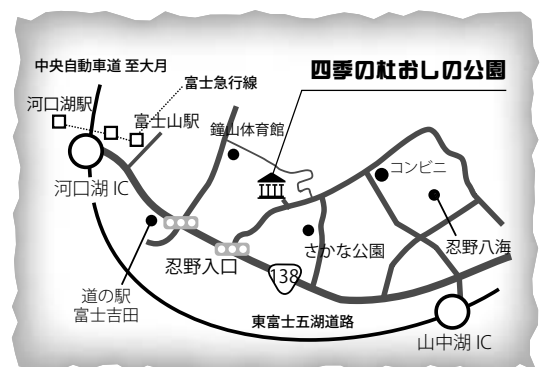 中央自動車道 至大月
四季の杜おしの公園
富士急行線
河口湖駅
富士山駅
鐘山体育館
コンビニ
河口湖 IC
忍野八海
さかな公園
忍野入口
138
道の駅
富士吉田
東富士五湖道路
山中湖 IC